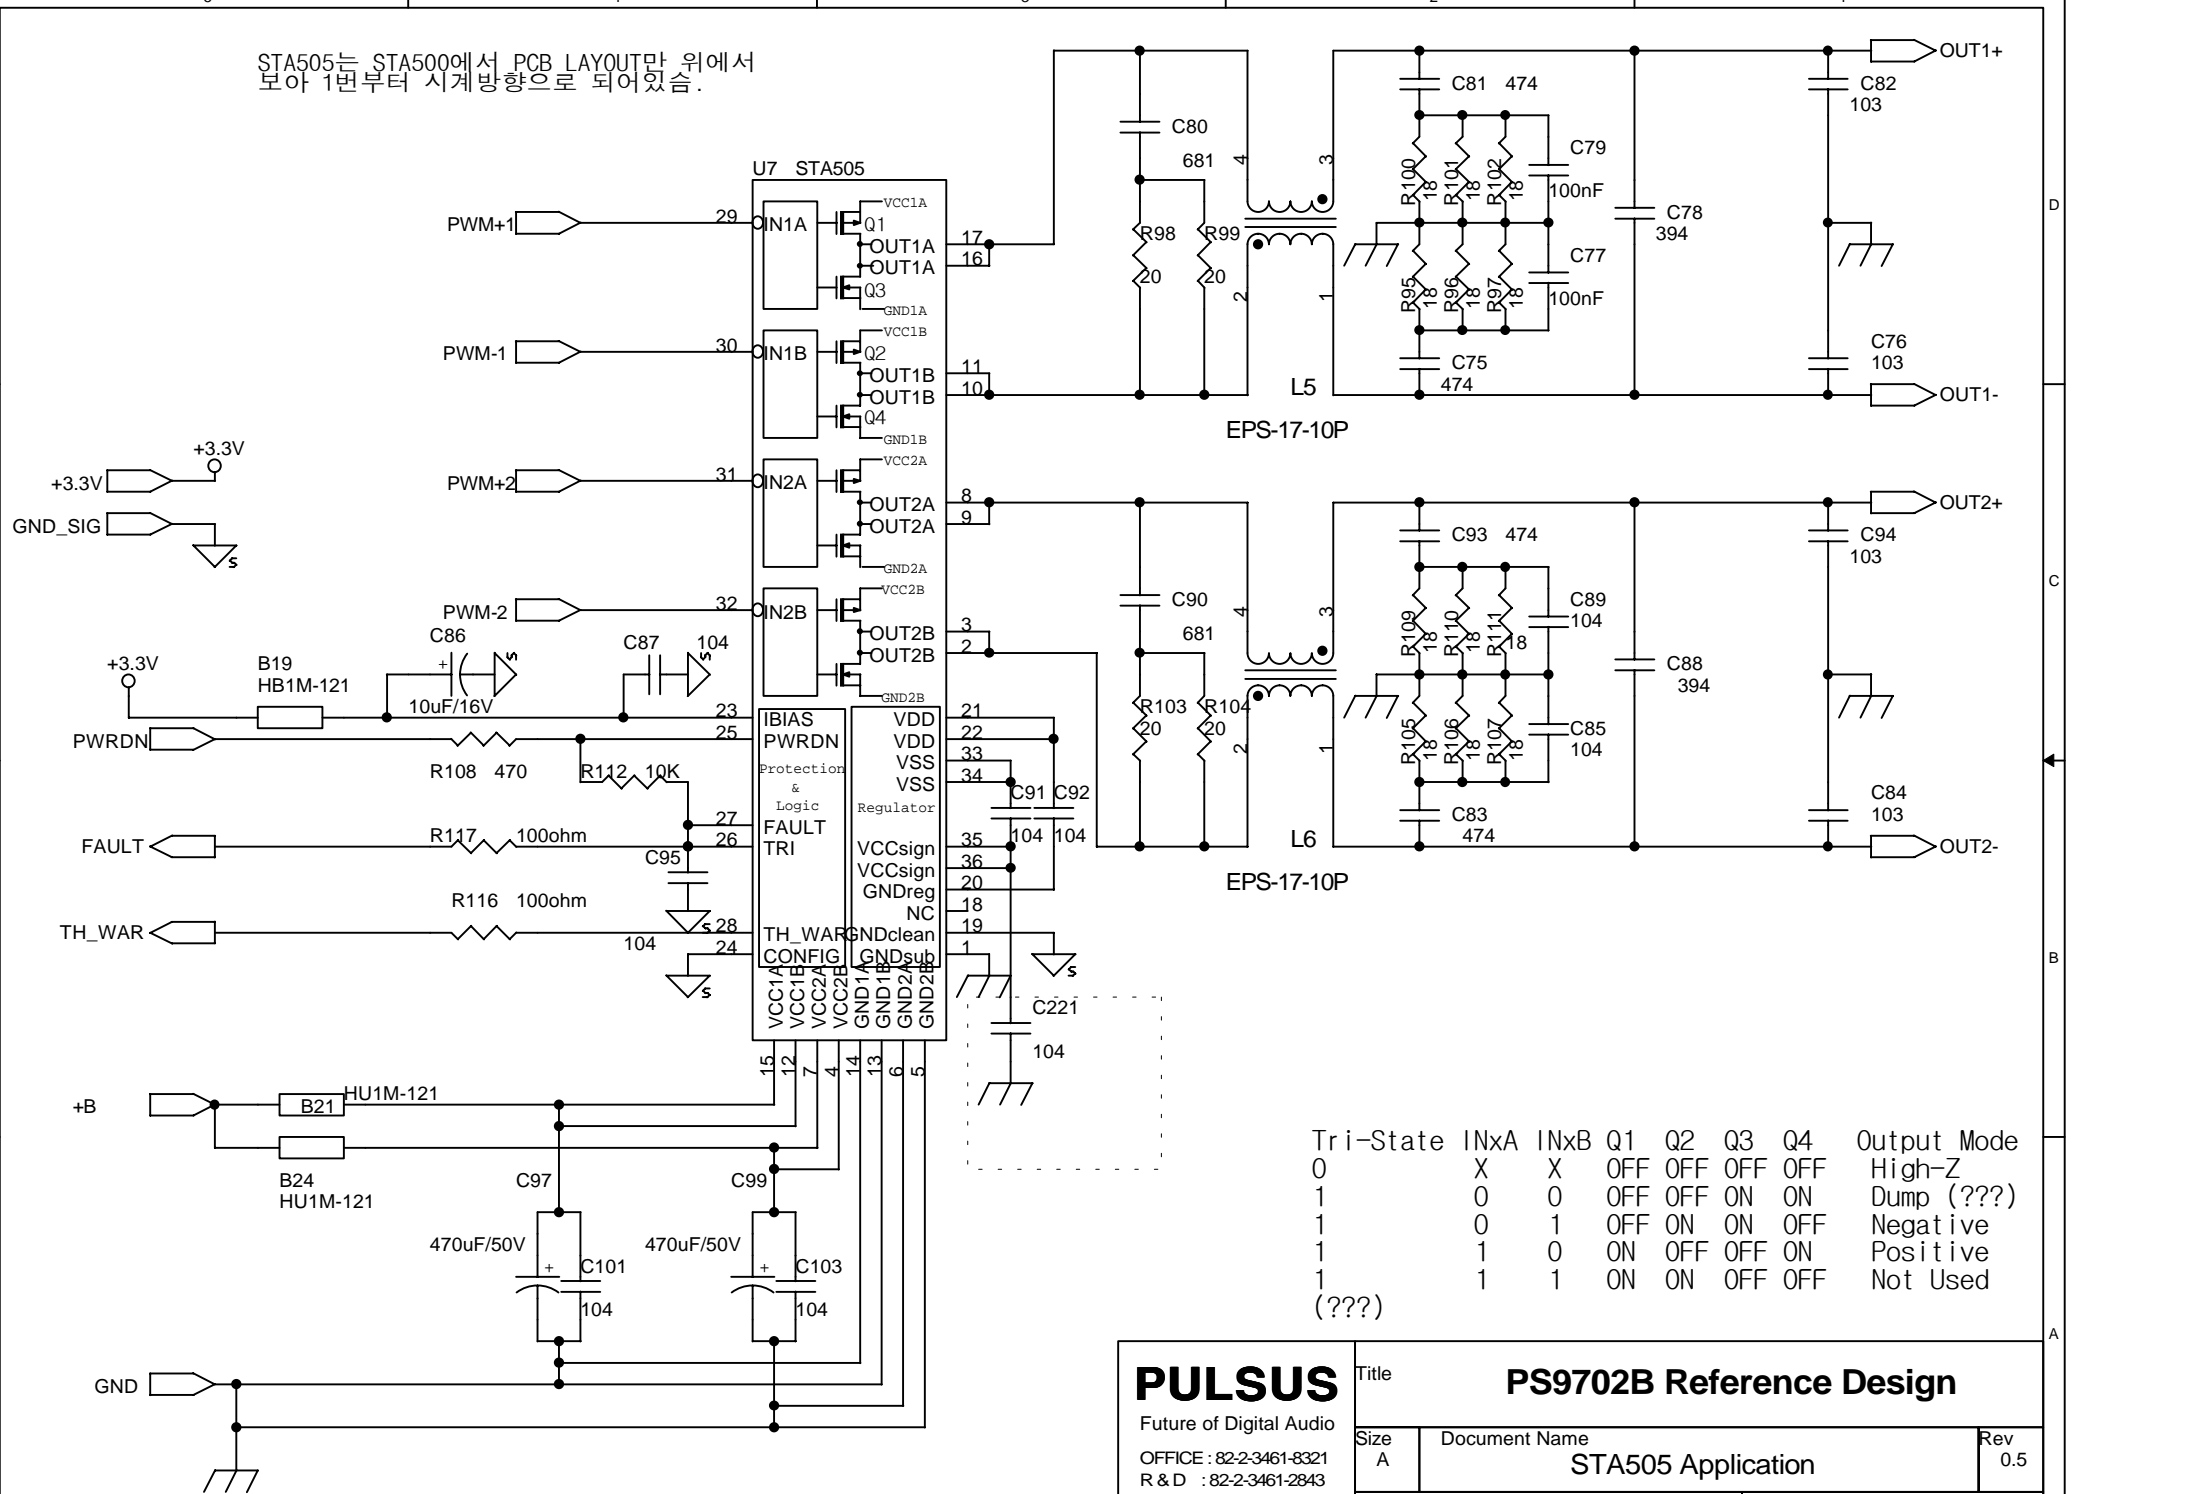 STA505는 STA500에서 PCB LAYOUT만 위에서
보아 1번부터 시계방향으로 되어있슴.
U7 STA505
PWM+1
29
IN1A
VCC1A
Q1
OUT1A
17
OUT1A
16
Q3
GND1A
PWM-1
30
IN1B
VCC1B
Q2
OUT1B
11
OUT1B
10
Q4
GND1B
PWM+2
31
IN2A
VCC2A
OUT2A
8
OUT2A
9
GND2A
PWM-2
32
IN2B
VCC2B
OUT2B
3
OUT2B
2
GND2B
+3.3V
+3.3V
GND_SIG
S
C80
681
R98
20
R99
20
4
3
2
1
L5
EPS-17-10P
C81 474
R100
18
R101
18
R102
18
C79
100nF
R95
18
R96
18
R97
18
C77
100nF
C75
474
C78
394
C82
103
C76
103
OUT1+
OUT1-
C90
681
R103
20
R104
20
4
3
2
1
L6
EPS-17-10P
C93 474
R109
18
R110
18
R111
18
C89
104
R105
18
R106
18
R107
18
C85
104
C83
474
C88
394
C94
103
C84
103
OUT2+
OUT2-
+3.3V
B19
HB1M-121
C86
+
10uF/16V
S
C87
104
S
PWRDN
R108 470
R112 10K
FAULT
R117 100ohm
C95
104
S
TH_WAR
R116 100ohm
S
23
IBIAS
25
PWRDN
Protection
&
Logic
27
FAULT
26
TRI
28
TH_WAR
24
CONFIG
Regulator
VDD
21
VDD
22
VSS
33
VSS
34
VCCsign
35
VCCsign
36
GNDreg
20
NC
18
GNDclean
19
GNDsub
1
C91
104
C92
104
S
C221
104
VCC1A
VCC1B
VCC2A
VCC2B
GND1A
GND1B
GND2A
GND2B
15
12
7
4
14
13
6
5
+B
B21
HU1M-121
B24
HU1M-121
C97
470uF/50V
+
C101
104
C99
470uF/50V
+
C103
104
GND
Tri-State INxA INxB Q1 Q2 Q3 Q4 Output Mode
0 X X OFF OFF OFF OFF High-Z
1 0 0 OFF OFF ON ON Dump (???)
1 0 1 OFF ON ON OFF Negative
1 1 0 ON OFF OFF ON Positive
1 1 1 ON ON OFF OFF Not Used
(???)
D
C
B
A
PULSUS
Future of Digital Audio
OFFICE : 82-2-3461-8321
R & D : 82-2-3461-2843
Title
PS9702B Reference Design
Size
A
Document Name
STA505 Application
Rev
0.5